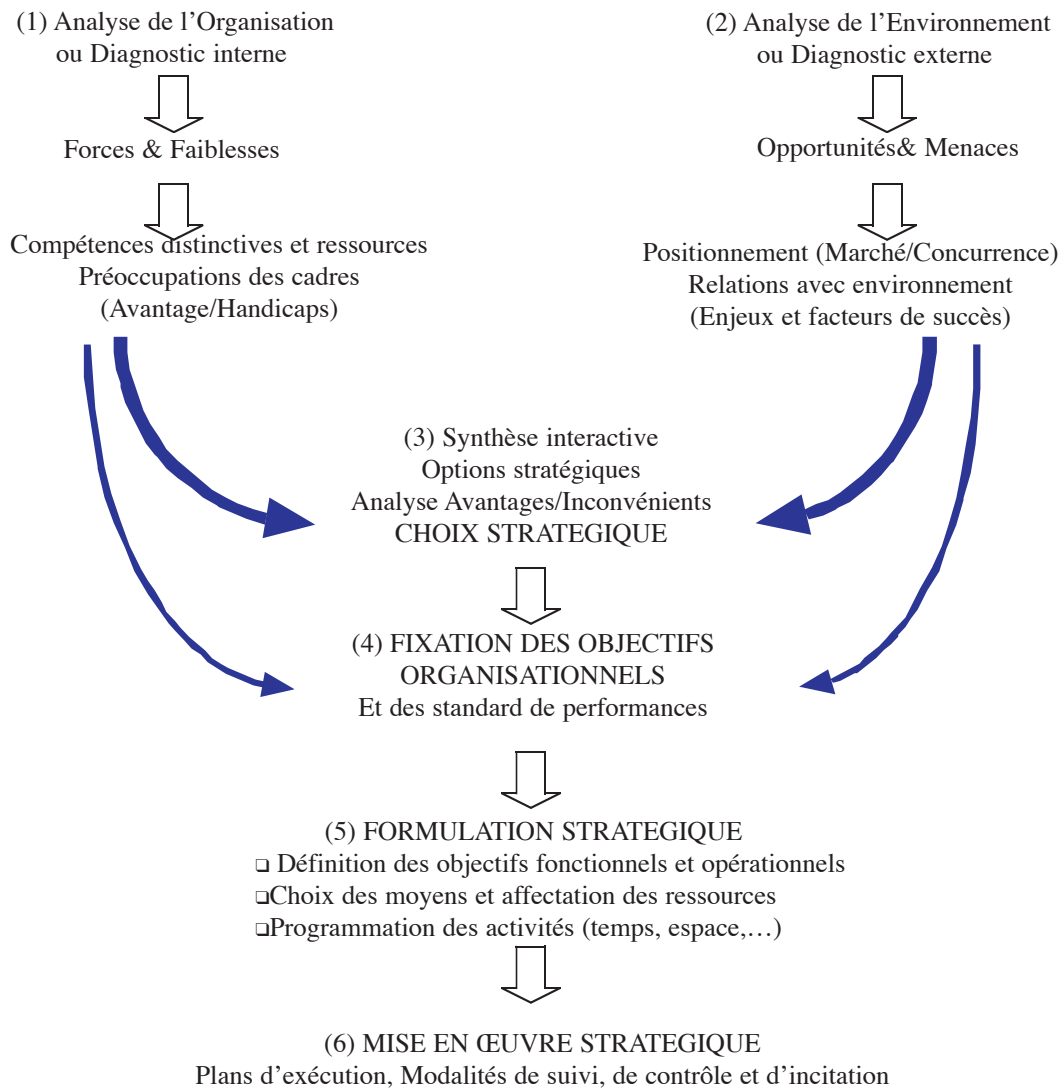 (1) Analyse de l’Organisation
ou Diagnostic interne
Forces & Faiblesses
Compétences distinctives et ressources
Préoccupations des cadres
(Avantage/Handicaps)
(2) Analyse de l’Environnement
ou Diagnostic externe
Opportunités& Menaces
Positionnement (Marché/Concurrence)
Relations avec environnement
(Enjeux et facteurs de succès)
(3) Synthèse interactive
Options stratégiques
Analyse Avantages/Inconvénients
CHOIX STRATEGIQUE
(4) FIXATION DES OBJECTIFS
ORGANISATIONNELS
Et des standard de performances
(5) FORMULATION STRATEGIQUE
❑ Définition des objectifs fonctionnels et opérationnels
❑Choix des moyens et affectation des ressources
❑Programmation des activités (temps, espace,…)
(6) MISE EN ŒUVRE STRATEGIQUE
Plans d’exécution, Modalités de suivi, de contrôle et d’incitation